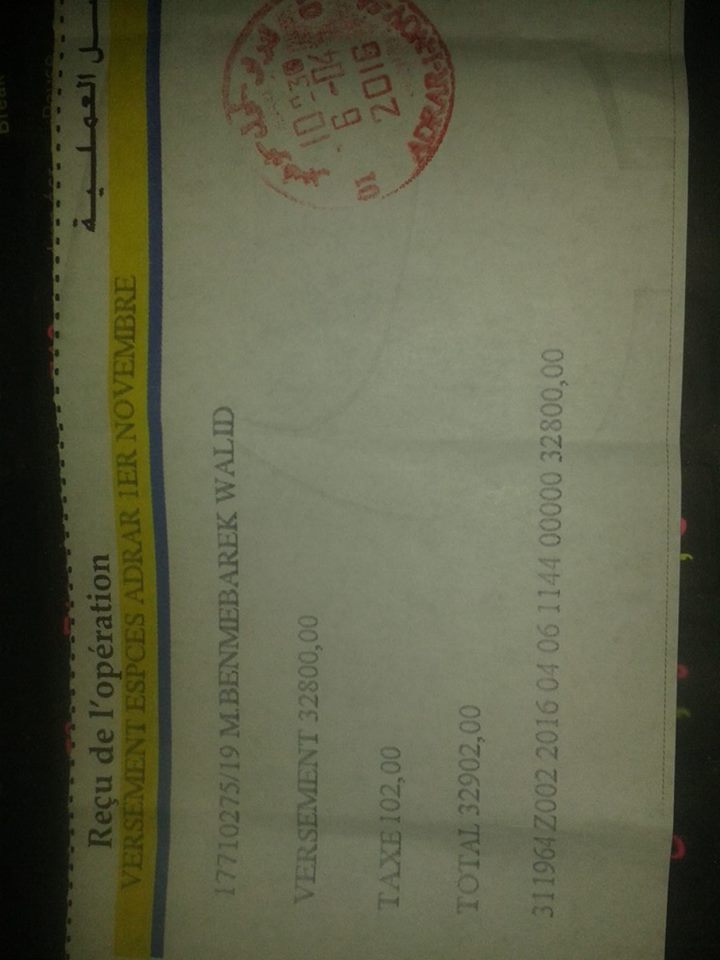 Reçu de l'opération
العملية
VERSEMENT ESPCES ADRAR 1ER NOVEMBRE
17710275/19 M.BENMEBAREK WALID
VERSEMENT 32800,00
TAXE 102,00
TOTAL 32902,00
311964Z002 2016 04 06 1144 00000 32800,00
10"30
6 -04
2016
01
ADRAR